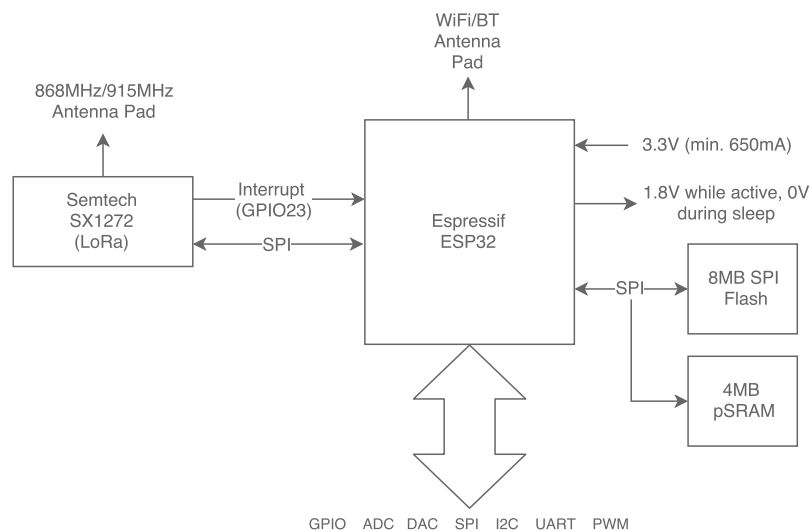 WiFi/BT
Antenna
Pad
868MHz/915MHz
Antenna Pad
3.3V (min. 650mA)
Semtech
SX1272
(LoRa)
Interrupt
(GPIO23)
SPI
Espressif
ESP32
1.8V while active, 0V
during sleep
SPI
8MB SPI
Flash
4MB
pSRAM
GPIO ADC DAC SPI I2C UART PWM